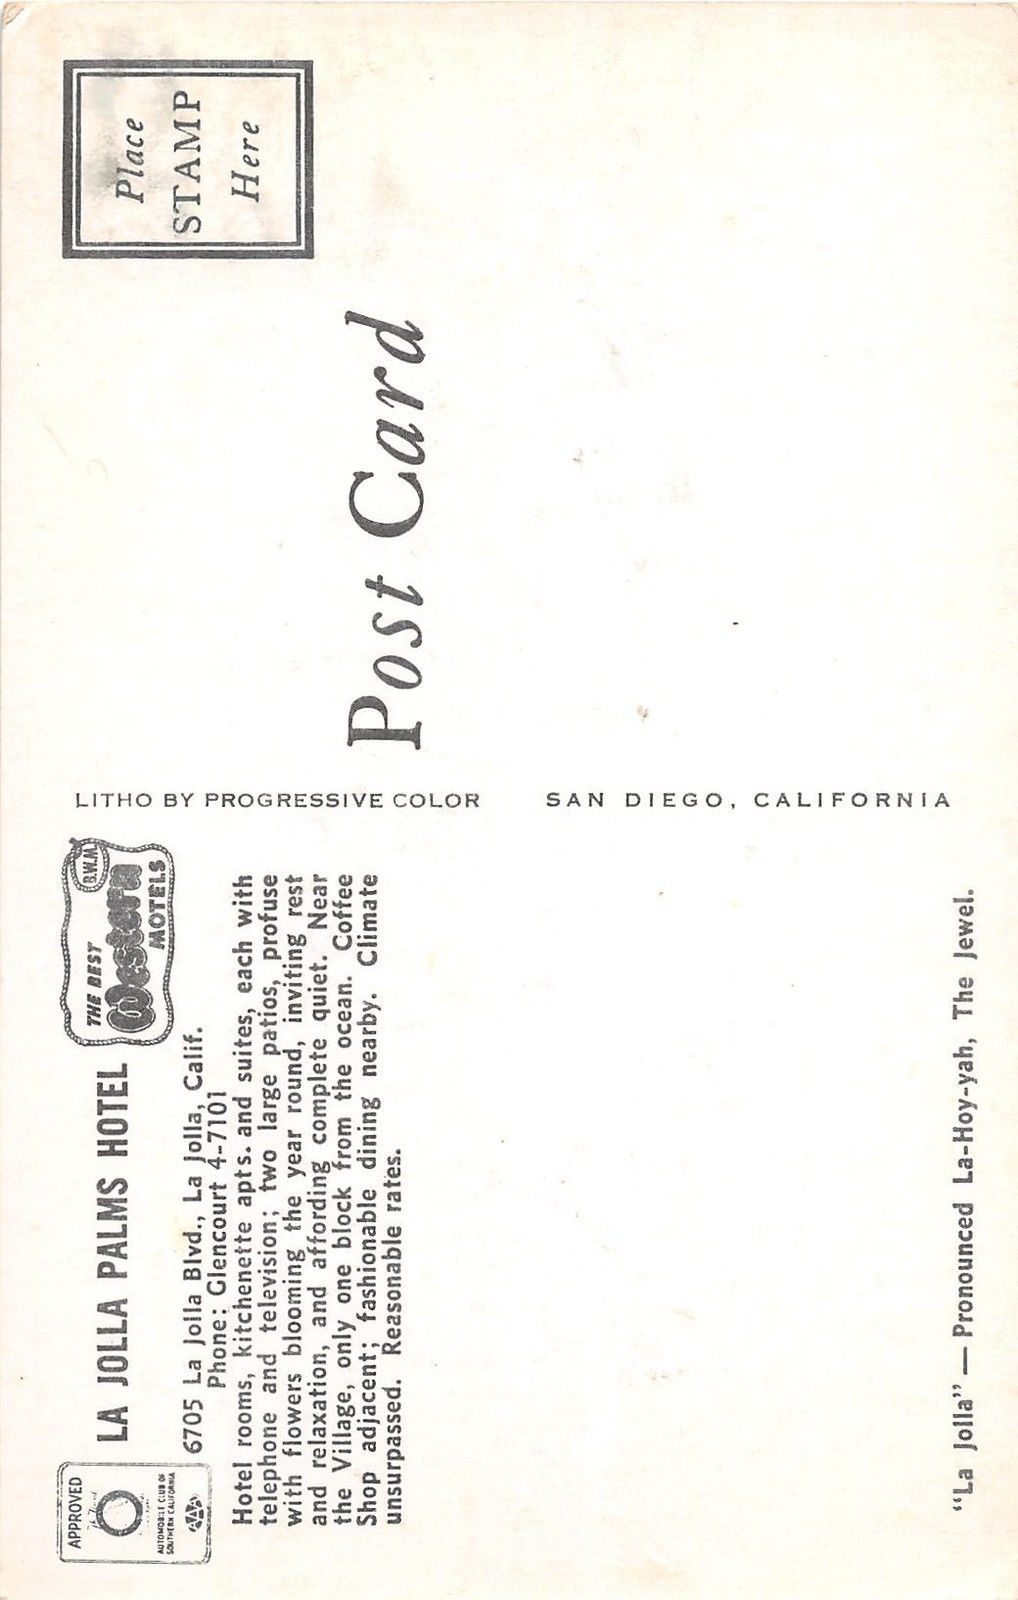 APPROVED
AUTOMOBILE CLUB OF
SOUTHERN CALIFORNIA
AAA
LA JOLLA PALMS HOTEL
THE BEST
Western
MOTELS
B.W.M.
6705 La Jolla Blvd., La Jolla, Calif.
Phone: Glencourt 4-7101
Hotel rooms, kitchenette apts. and suites, each with
telephone and television; two large patios, profuse
with flowers blooming the year round, inviting rest
and relaxation, and affording complete quiet. Near
the Village, only one block from the ocean. Coffee
Shop adjacent; fashionable dining nearby. Climate
unsurpassed. Reasonable rates.
"La Jolla" — Pronounced La-Hoy-yah, The Jewel.
LITHO BY PROGRESSIVE COLOR
SAN DIEGO, CALIFORNIA
Post Card
Place
STAMP
Here